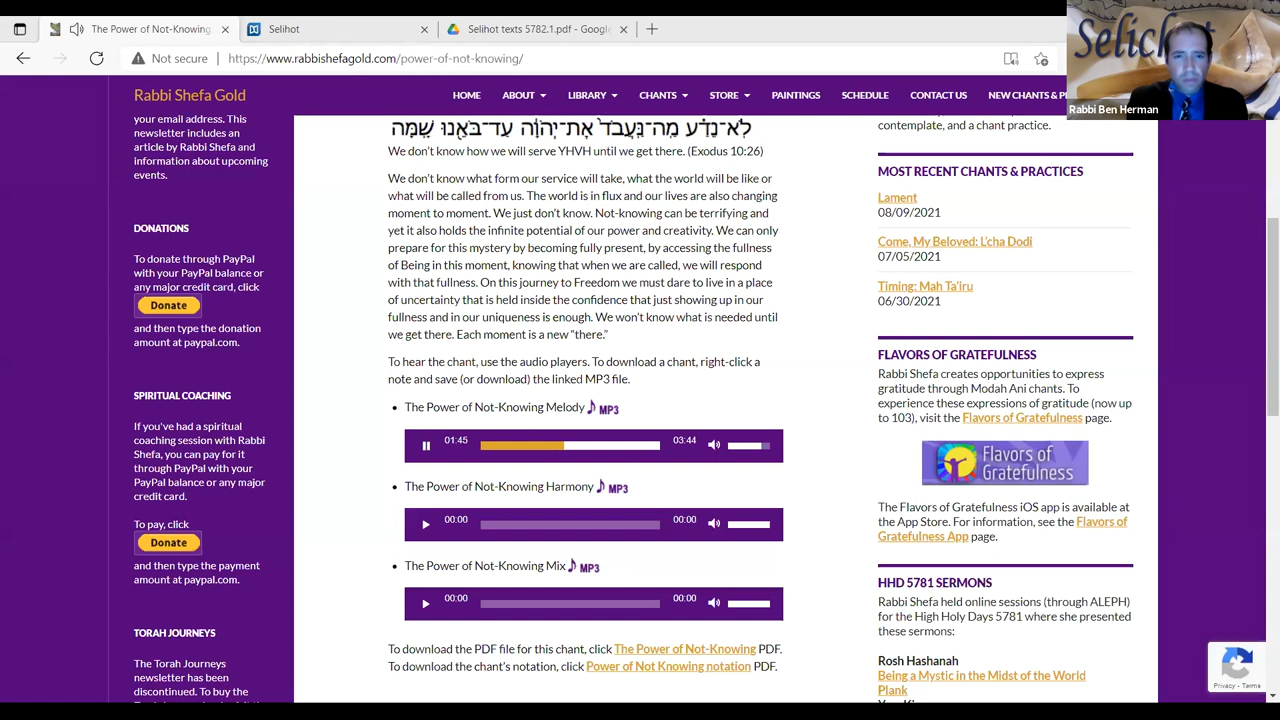 The Power of Not-Knowing
Selihot
Selihot texts 5782.1.pdf - Google
Not secure
https://www.rabbishefagold.com/power-of-not-knowing/
Selichot
Rabbi Ben Herman
Rabbi Shefa Gold
HOME
ABOUT
LIBRARY
CHANTS
STORE
PAINTINGS
SCHEDULE
CONTACT US
NEW CHANTS & P
your email address. This
newsletter includes an
article by Rabbi Shefa and
information about upcoming
events.
DONATIONS
To donate through PayPal
with your PayPal balance or
any major credit card, click
Donate
and then type the donation
amount at paypal.com.
SPIRITUAL COACHING
If you've had a spiritual
coaching session with Rabbi
Shefa, you can pay for it
through PayPal with your
PayPal balance or any major
credit card.
To pay, click
Donate
and then type the payment
amount at paypal.com.
TORAH JOURNEYS
The Torah Journeys
newsletter has been
discontinued. To buy the
לֹא־נֵדַע מַה־נַּעֲבֹד אֶת־יְהוָה עַד־בֹּאֵנוּ שָׁמָּה
We don't know how we will serve YHVH until we get there. (Exodus 10:26)
We don't know what form our service will take, what the world will be like or
what will be called from us. The world is in flux and our lives are also changing
moment to moment. We just don't know. Not-knowing can be terrifying and
yet it also holds the infinite potential of our power and creativity. We can only
prepare for this mystery by becoming fully present, by accessing the fullness
of Being in this moment, knowing that when we are called, we will respond
with that fullness. On this journey to Freedom we must dare to live in a place
of uncertainty that is held inside the confidence that just showing up in our
fullness and in our uniqueness is enough. We won't know what is needed until
we get there. Each moment is a new "there."
To hear the chant, use the audio players. To download a chant, right-click a
note and save (or download) the linked MP3 file.
• The Power of Not-Knowing Melody MP3
01:45 03:44
• The Power of Not-Knowing Harmony MP3
00:00 00:00
• The Power of Not-Knowing Mix MP3
00:00 00:00
To download the PDF file for this chant, click The Power of Not-Knowing PDF.
To download the chant's notation, click Power of Not Knowing notation PDF.
contemplate, and a chant practice.
MOST RECENT CHANTS & PRACTICES
Lament
08/09/2021
Come, My Beloved: L'cha Dodi
07/05/2021
Timing: Mah Ta'iru
06/30/2021
FLAVORS OF GRATEFULNESS
Rabbi Shefa creates opportunities to express
gratitude through Modah Ani chants. To
experience these expressions of gratitude (now up
to 103), visit the Flavors of Gratefulness page.
Flavors of
Gratefulness
The Flavors of Gratefulness iOS app is available at
the App Store. For information, see the Flavors of
Gratefulness App page.
HHD 5781 SERMONS
Rabbi Shefa held online sessions (through ALEPH)
for the High Holy Days 5781 where she presented
these sermons:
Rosh Hashanah
Being a Mystic in the Midst of the World
Plank
Privacy - Terms